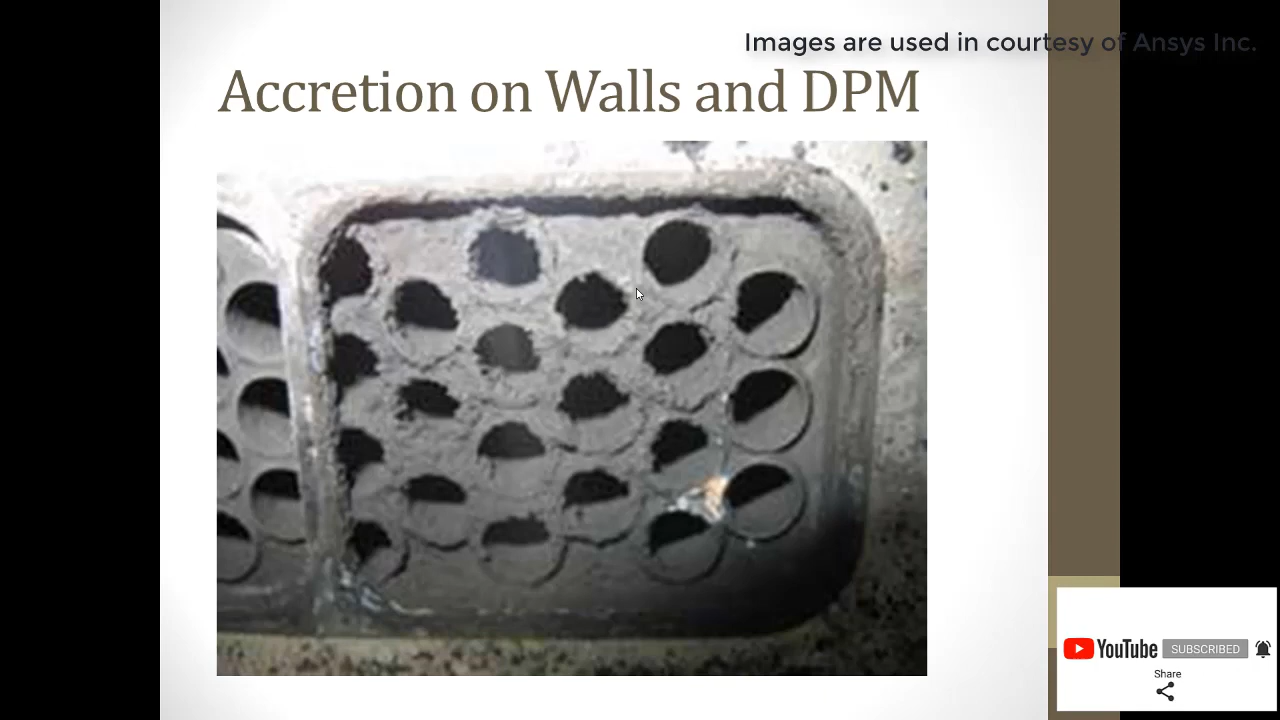 Images are used in courtesy of Ansys Inc.
Accretion on Walls and DPM
YouTube SUBSCRIBED
Share